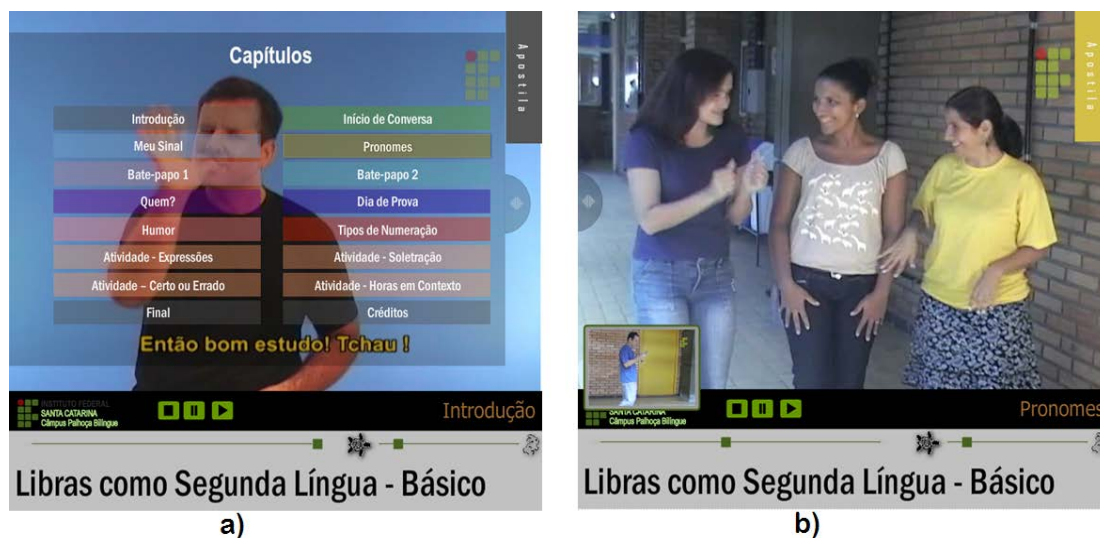 Capítulos
Apostila
Introdução
Início de Conversa
Meu Sinal
Pronomes
Bate-papo 1
Bate-papo 2
Quem?
Dia de Prova
Humor
Tipos de Numeração
Atividade - Expressões
Atividade - Soletração
Atividade – Certo ou Errado
Atividade - Horas em Contexto
Final
Créditos
Então bom estudo! Tchau !
INSTITUTO FEDERAL
SANTA CATARINA
Câmpus Palhoça Bilíngue
Introdução
Libras como Segunda Língua - Básico
a)
Apostila
SANTA CATARINA
Câmpus Palhoça Bilíngue
Pronomes
Libras como Segunda Língua - Básico
b)